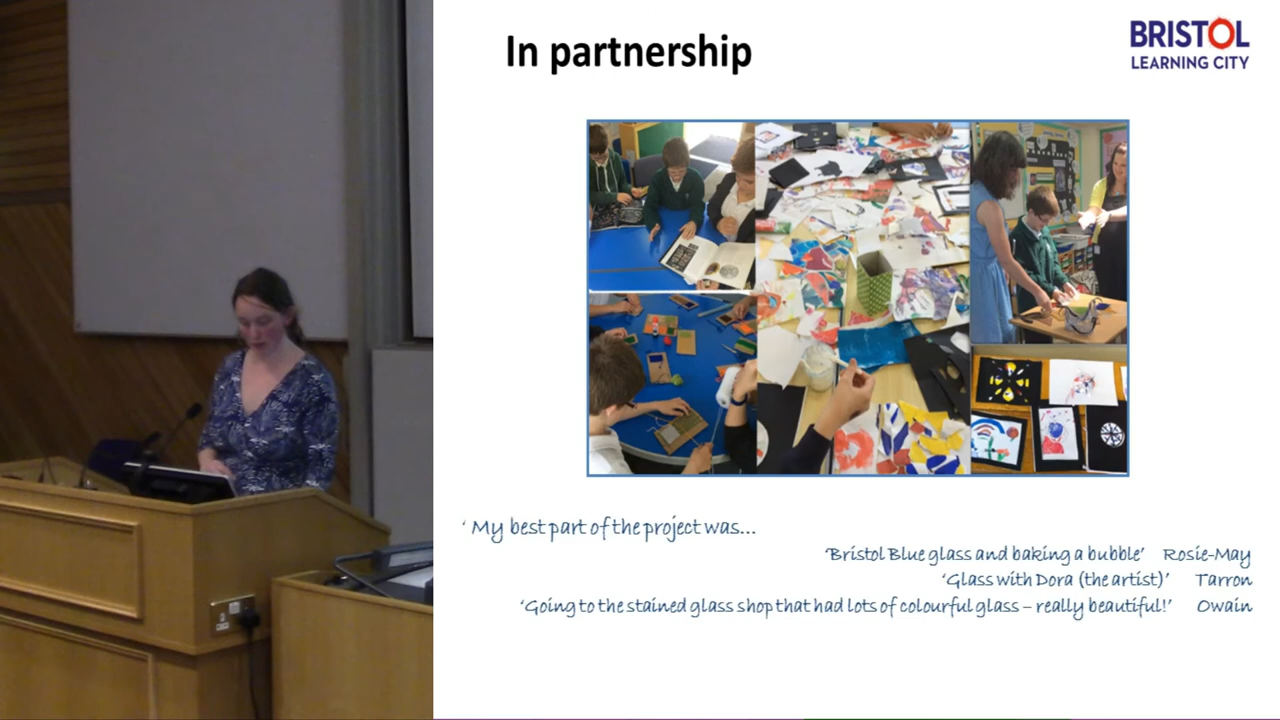 In partnership
BRISTOL
LEARNING CITY
‘ My best part of the project was...
‘Bristol Blue glass and baking a bubble’ Rosie-May
‘Glass with Dora (the artist)’ Tarron
‘Going to the stained glass shop that had lots of colourful glass – really beautiful!’ Owain